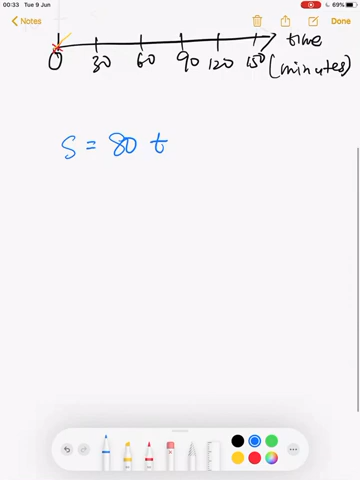 00:33 Tue 9 Jun 69%
Notes Done
time
0 30 60 90 120 150 (minutes)
S = 80 t